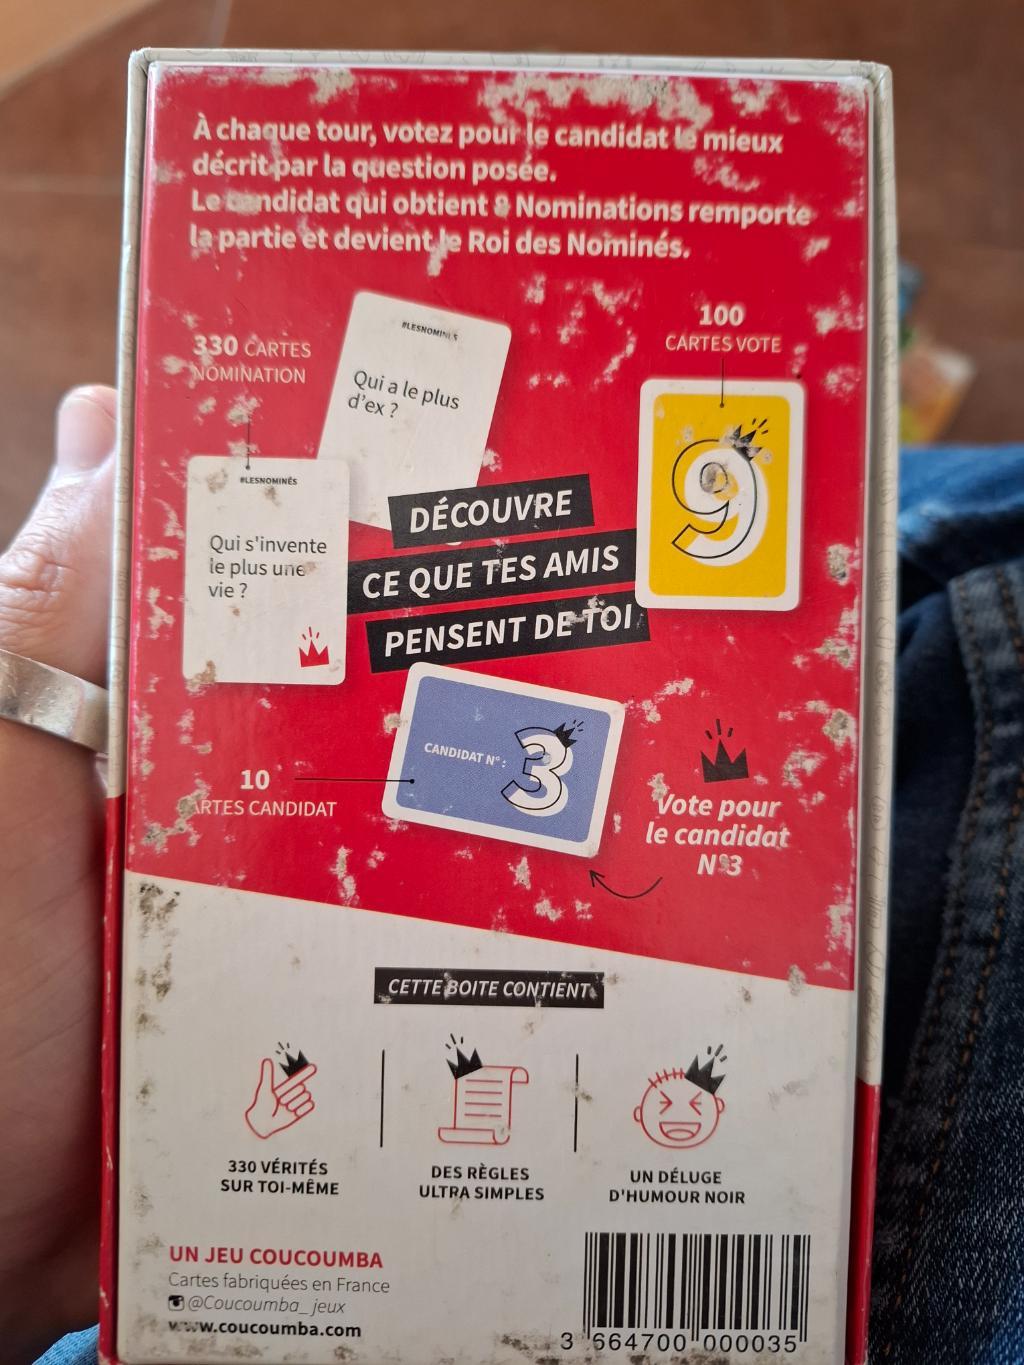 À chaque tour, votez pour le candidat le mieux
décrit par la question posée.
Le candidat qui obtient 8 Nominations remporte
la partie et devient le Roi des Nominés.
330 CARTES
NOMINATION
#LESNOMINÉS
Qui a le plus
d'ex ?
100
CARTES VOTE
9
#LESNOMINÉS
Qui s'invente
le plus une
vie ?
DÉCOUVRE
CE QUE TES AMIS
PENSENT DE TOI
10
CARTES CANDIDAT
CANDIDAT N° : 3
Vote pour
le candidat
N°3
CETTE BOITE CONTIENT
330 VÉRITÉS
SUR TOI-MÊME
DES RÈGLES
ULTRA SIMPLES
UN DÉLUGE
D'HUMOUR NOIR
UN JEU COUCOUMBA
Cartes fabriquées en France
@Coucoumba_jeux
www.coucoumba.com
3 664700 000035